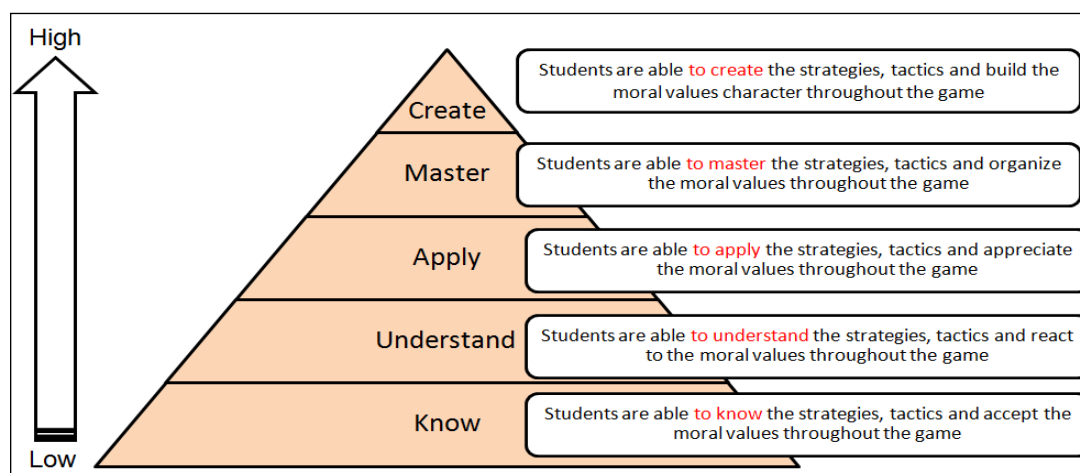 High
Students are able to create the strategies, tactics and build the
moral values character throughout the game
Create
Students are able to master the strategies, tactics and organize
the moral values throughout the game
Master
Students are able to apply the strategies, tactics and appreciate
the moral values throughout the game
Apply
Students are able to understand the strategies, tactics and react
to the moral values throughout the game
Understand
Students are able to know the strategies, tactics and accept the
moral values throughout the game
Know
Low